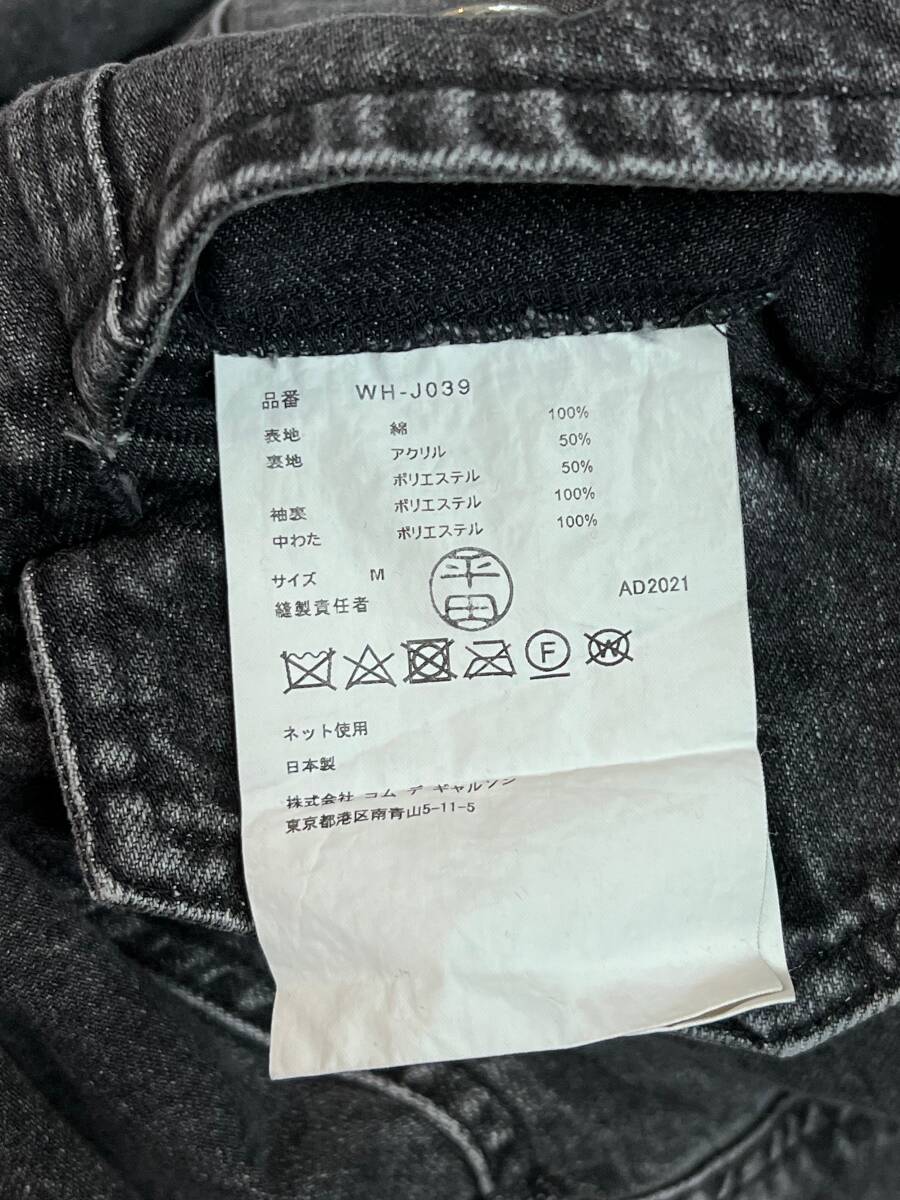 品番 WH-J039
表地 綿 100%
裏地 アクリル 50%
ポリエステル 50%
袖裏 ポリエステル 100%
中わた ポリエステル 100%
サイズ M
縫製責任者 平田 AD2021
F W
ネット使用
日本製
株式会社 コム デ ギャルソン
東京都港区南青山5-11-5